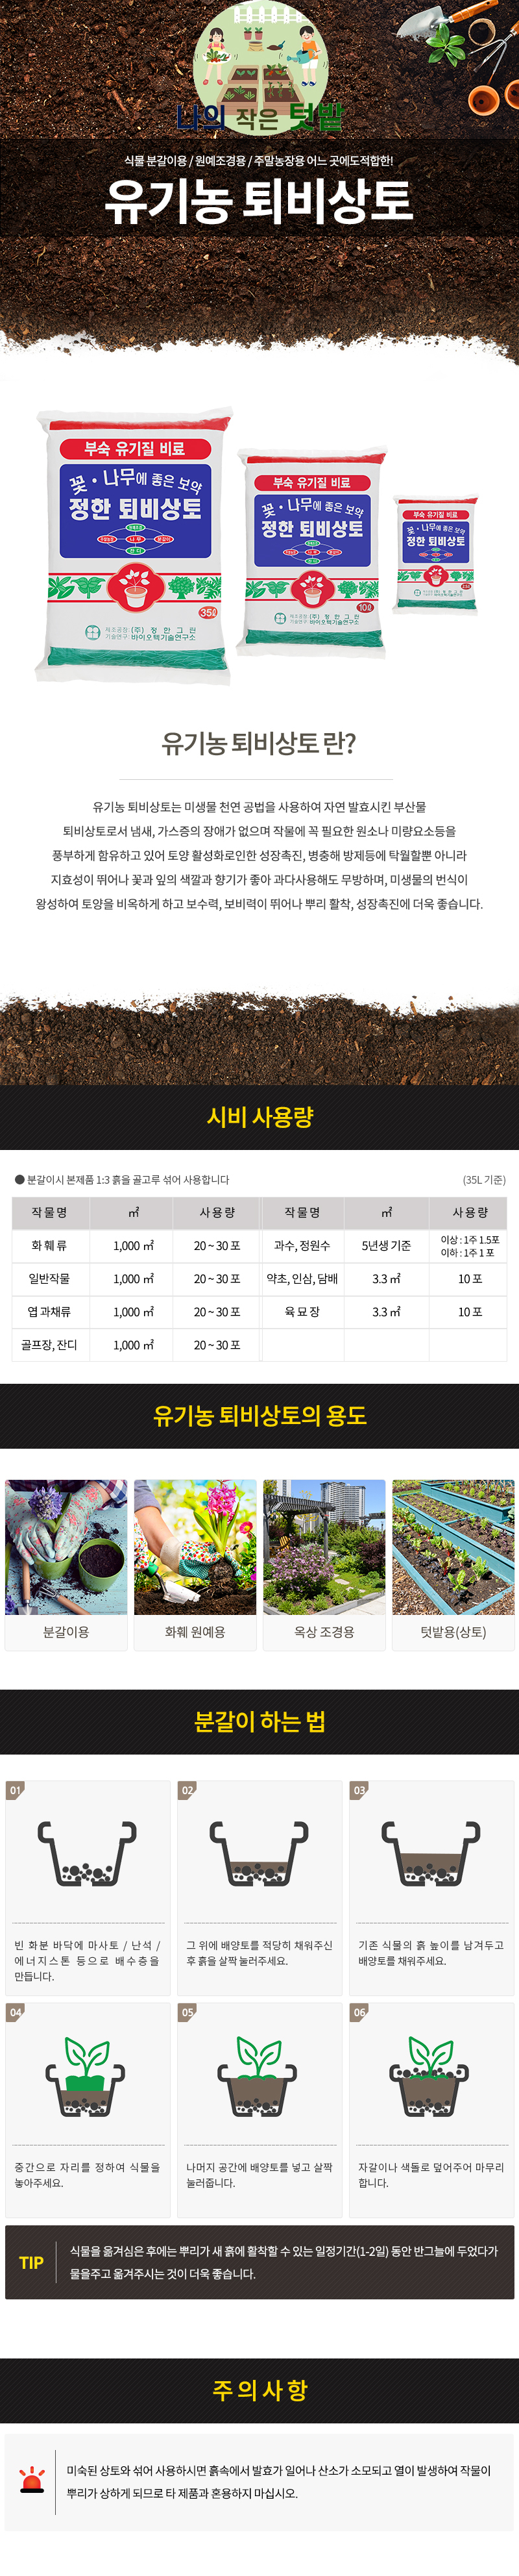 나의 작은 텃밭
식물 분갈이용 / 원예조경용 / 주말농장용 어느 곳에도적합한!
유기농 퇴비상토
부숙 유기질 비료
꽃·나무에 좋은 보약
정한 퇴비상토
35ℓ
제조공장: (주) 정 한 그 린
기술연구: 바이오텍기술연구소
부숙 유기질 비료
꽃·나무에 좋은 보약
정한 퇴비상토
10ℓ
제조공장: (주) 정 한 그 린
기술연구: 바이오텍기술연구소
부숙 유기질 비료
꽃·나무에 좋은 보약
정한 퇴비상토
유기농 퇴비상토 란?
유기농 퇴비상토는 미생물 천연 공법을 사용하여 자연 발효시킨 부산물
퇴비상토로서 냄새, 가스증의 장애가 없으며 작물에 꼭 필요한 원소나 미량요소등을
풍부하게 함유하고 있어 토양 활성화로인한 성장촉진, 병충해 방제등에 탁월할뿐 아니라
지효성이 뛰어나 꽃과 잎의 색깔과 향기가 좋아 과다사용해도 무방하며, 미생물의 번식이
왕성하여 토양을 비옥하게 하고 보수력, 보비력이 뛰어나 뿌리 활착, 성장촉진에 더욱 좋습니다.
시비 사용량
● 분갈이시 본제품 1:3 흙을 골고루 섞어 사용합니다 (35L 기준)
작물명 ㎡ 사용량 작물명 ㎡ 사용량
화훼류 1,000 ㎡ 20 ~ 30 포 과수, 정원수 5년생 기준 이상 : 1주 1.5포
이하 : 1주 1 포
일반작물 1,000 ㎡ 20 ~ 30 포 약초, 인삼, 담배 3.3 ㎡ 10 포
엽 과채류 1,000 ㎡ 20 ~ 30 포 육묘장 3.3 ㎡ 10 포
골프장, 잔디 1,000 ㎡ 20 ~ 30 포
유기농 퇴비상토의 용도
분갈이용 화훼 원예용 옥상 조경용 텃밭용(상토)
분갈이 하는 법
01
빈 화분 바닥에 마사토 / 난석 /
에너지스톤 등으로 배수층을
만듭니다.
02
그 위에 배양토를 적당히 채워주신
후 흙을 살짝 눌러주세요.
03
기존 식물의 흙 높이를 남겨두고
배양토를 채워주세요.
04
중간으로 자리를 정하여 식물을
놓아주세요.
05
나머지 공간에 배양토를 넣고 살짝
눌러줍니다.
06
자갈이나 색돌로 덮어주어 마무리
합니다.
TIP
식물을 옮겨심은 후에는 뿌리가 새 흙에 활착할 수 있는 일정기간(1-2일) 동안 반그늘에 두었다가
물을주고 옮겨주시는 것이 더욱 좋습니다.
주의사항
미숙된 상토와 섞어 사용하시면 흙속에서 발효가 일어나 산소가 소모되고 열이 발생하여 작물이
뿌리가 상하게 되므로 타 제품과 혼용하지 마십시오.